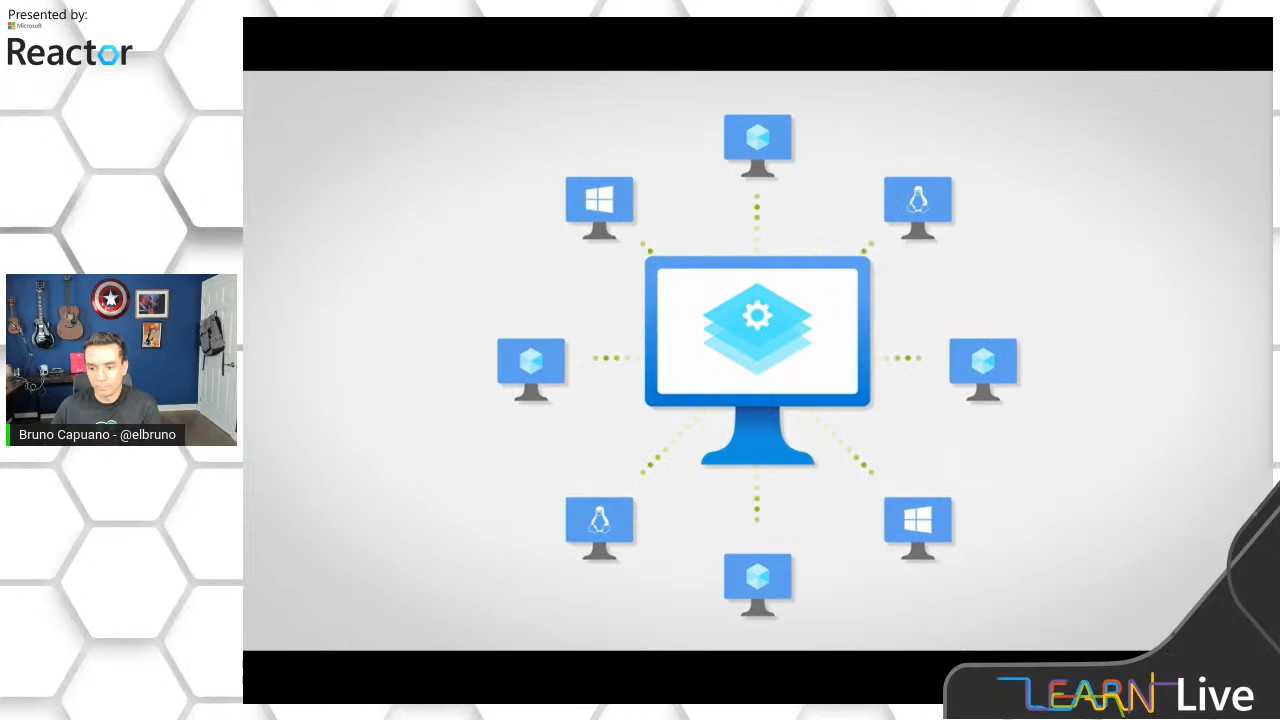 Presented by:
Microsoft
Reactor
Bruno Capuano - @elbruno
LEARN Live